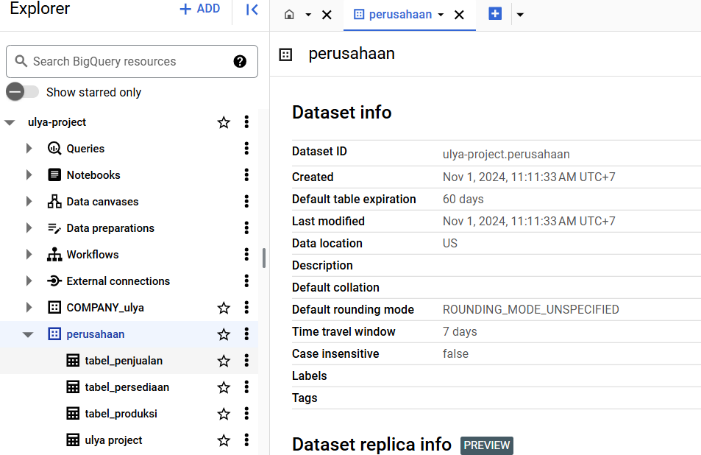 Explorer
+ ADD
Search BigQuery resources
Show starred only
ulya-project
Queries
Notebooks
Data canvases
Data preparations
Workflows
External connections
COMPANY_ulya
perusahaan
tabel_penjualan
tabel_persediaan
tabel_produksi
ulya project
perusahaan
perusahaan
Dataset info
Dataset ID ulya-project.perusahaan
Created Nov 1, 2024, 11:11:33 AM UTC+7
Default table expiration 60 days
Last modified Nov 1, 2024, 11:11:33 AM UTC+7
Data location US
Description
Default collation
Default rounding mode ROUNDING_MODE_UNSPECIFIED
Time travel window 7 days
Case insensitive false
Labels
Tags
Dataset replica info PREVIEW